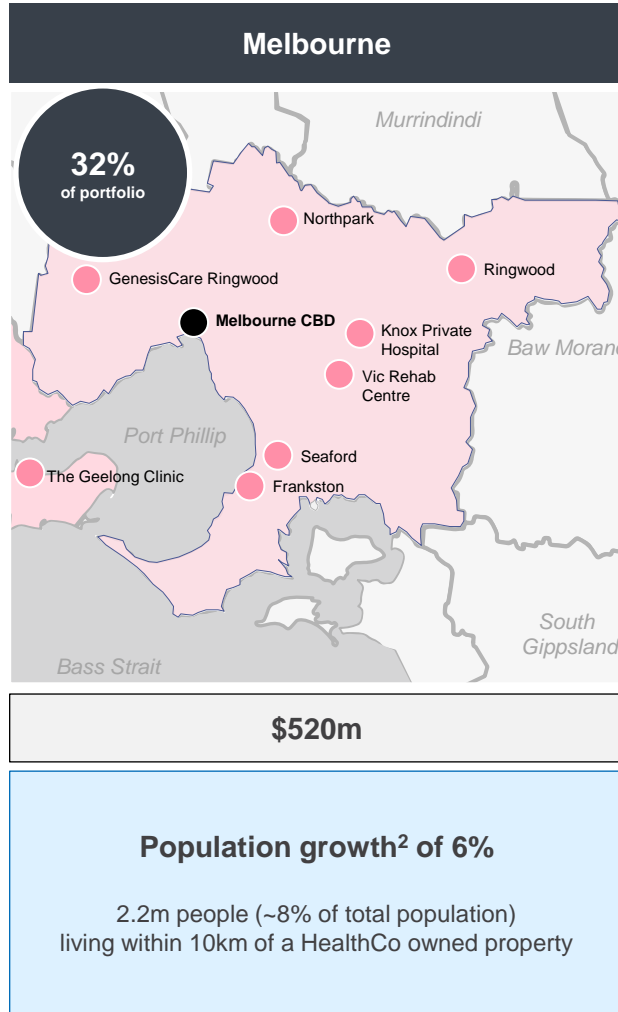 Melbourne
Murrindindi
32%
of portfolio
Northpark
Ringwood
GenesisCare Ringwood
Melbourne CBD
Knox Private
Hospital
Baw Moran
Vic Rehab
Centre
Port Phillip
Seaford
The Geelong Clinic
Frankston
South
Gippsland
Bass Strait
$520m
Population growth² of 6%
2.2m people (~8% of total population)
living within 10km of a HealthCo owned property